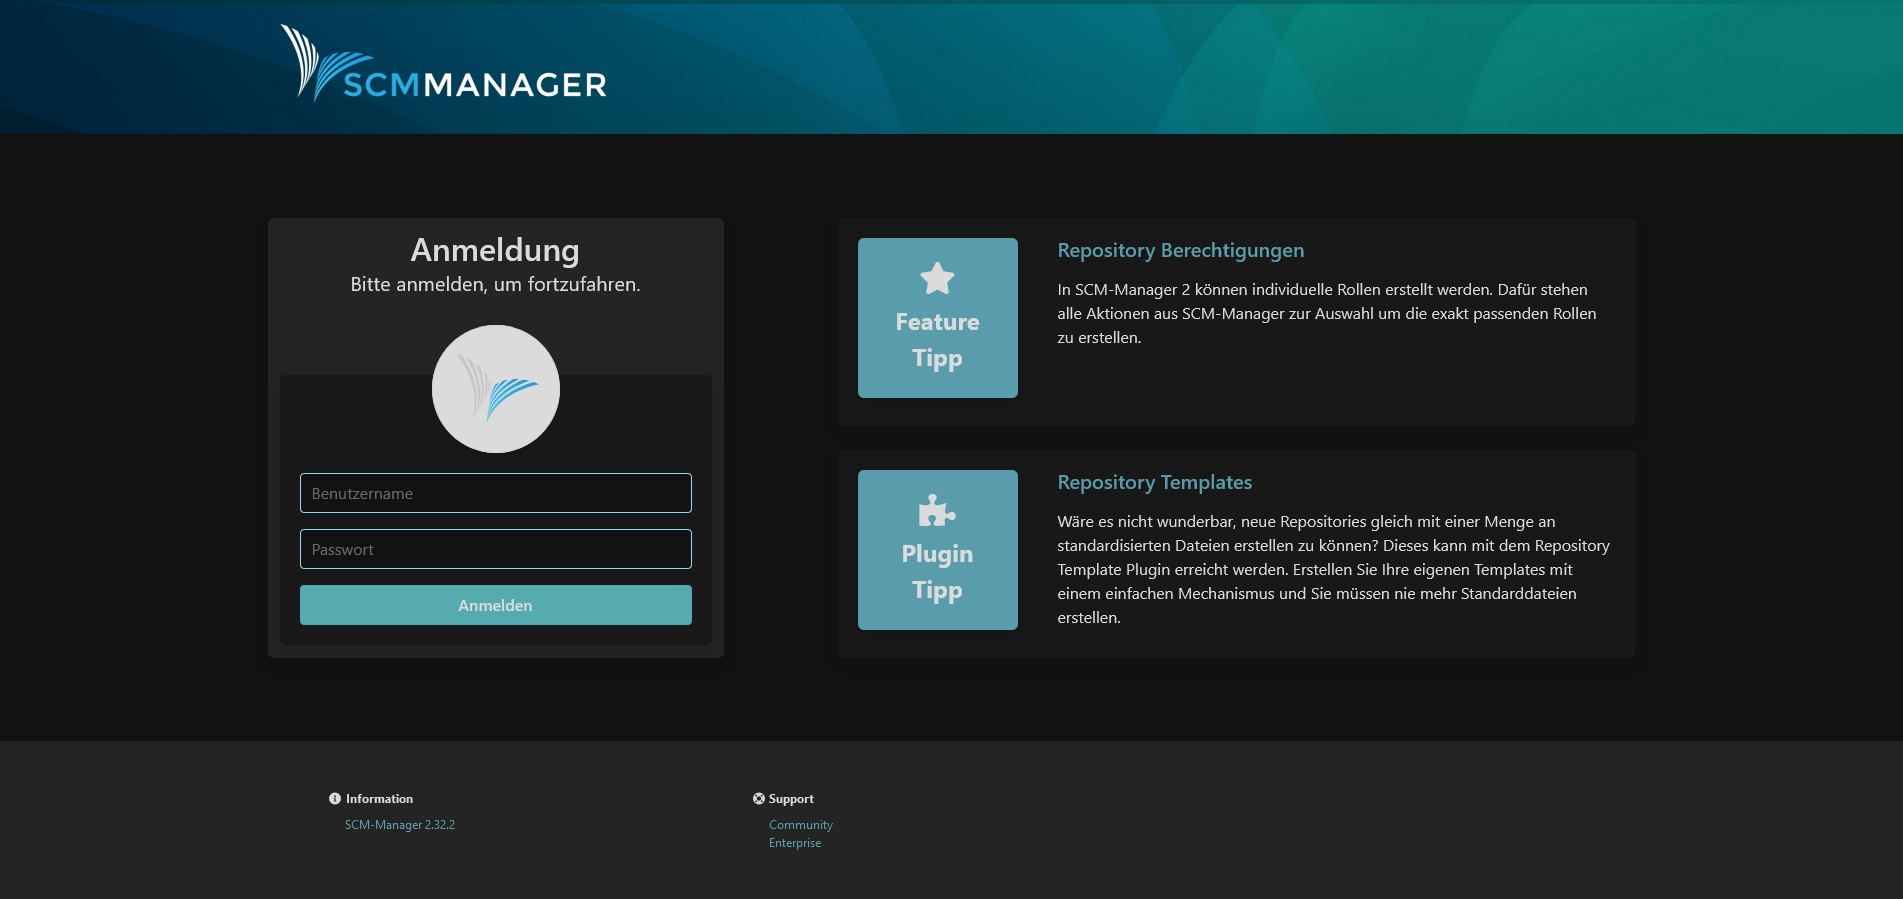 SCMMANAGER
Anmeldung
Bitte anmelden, um fortzufahren.
Benutzername
Passwort
Anmelden
Feature
Tipp
Repository Berechtigungen
In SCM-Manager 2 können individuelle Rollen erstellt werden. Dafür stehen
alle Aktionen aus SCM-Manager zur Auswahl um die exakt passenden Rollen
zu erstellen.
Plugin
Tipp
Repository Templates
Wäre es nicht wunderbar, neue Repositories gleich mit einer Menge an
standardisierten Dateien erstellen zu können? Dieses kann mit dem Repository
Template Plugin erreicht werden. Erstellen Sie Ihre eigenen Templates mit
einem einfachen Mechanismus und Sie müssen nie mehr Standarddateien
erstellen.
Information
SCM-Manager 2.32.2
Support
Community
Enterprise